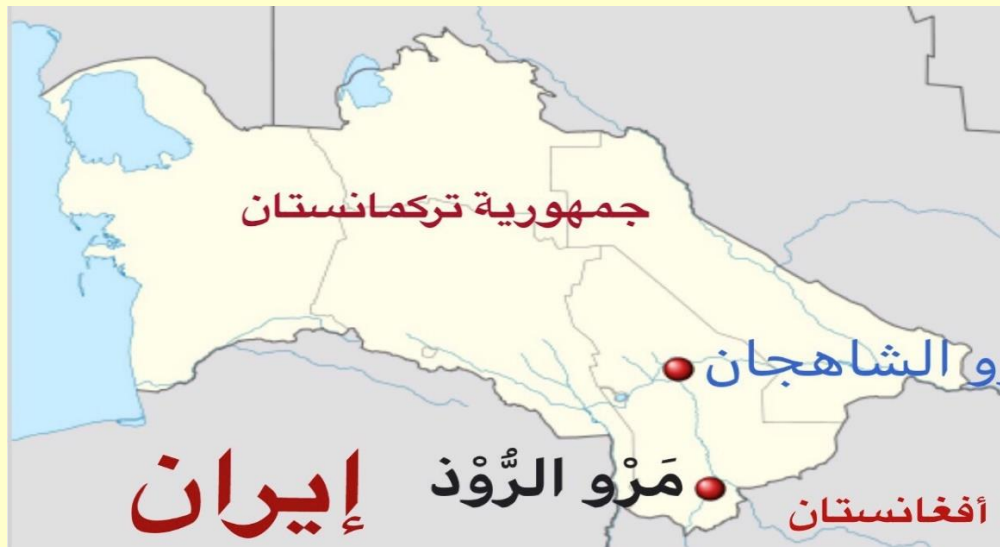 جمهورية تركمانستان
و الشاهجان
مَرْو الرُّوْذ
إيران
أفغانستان